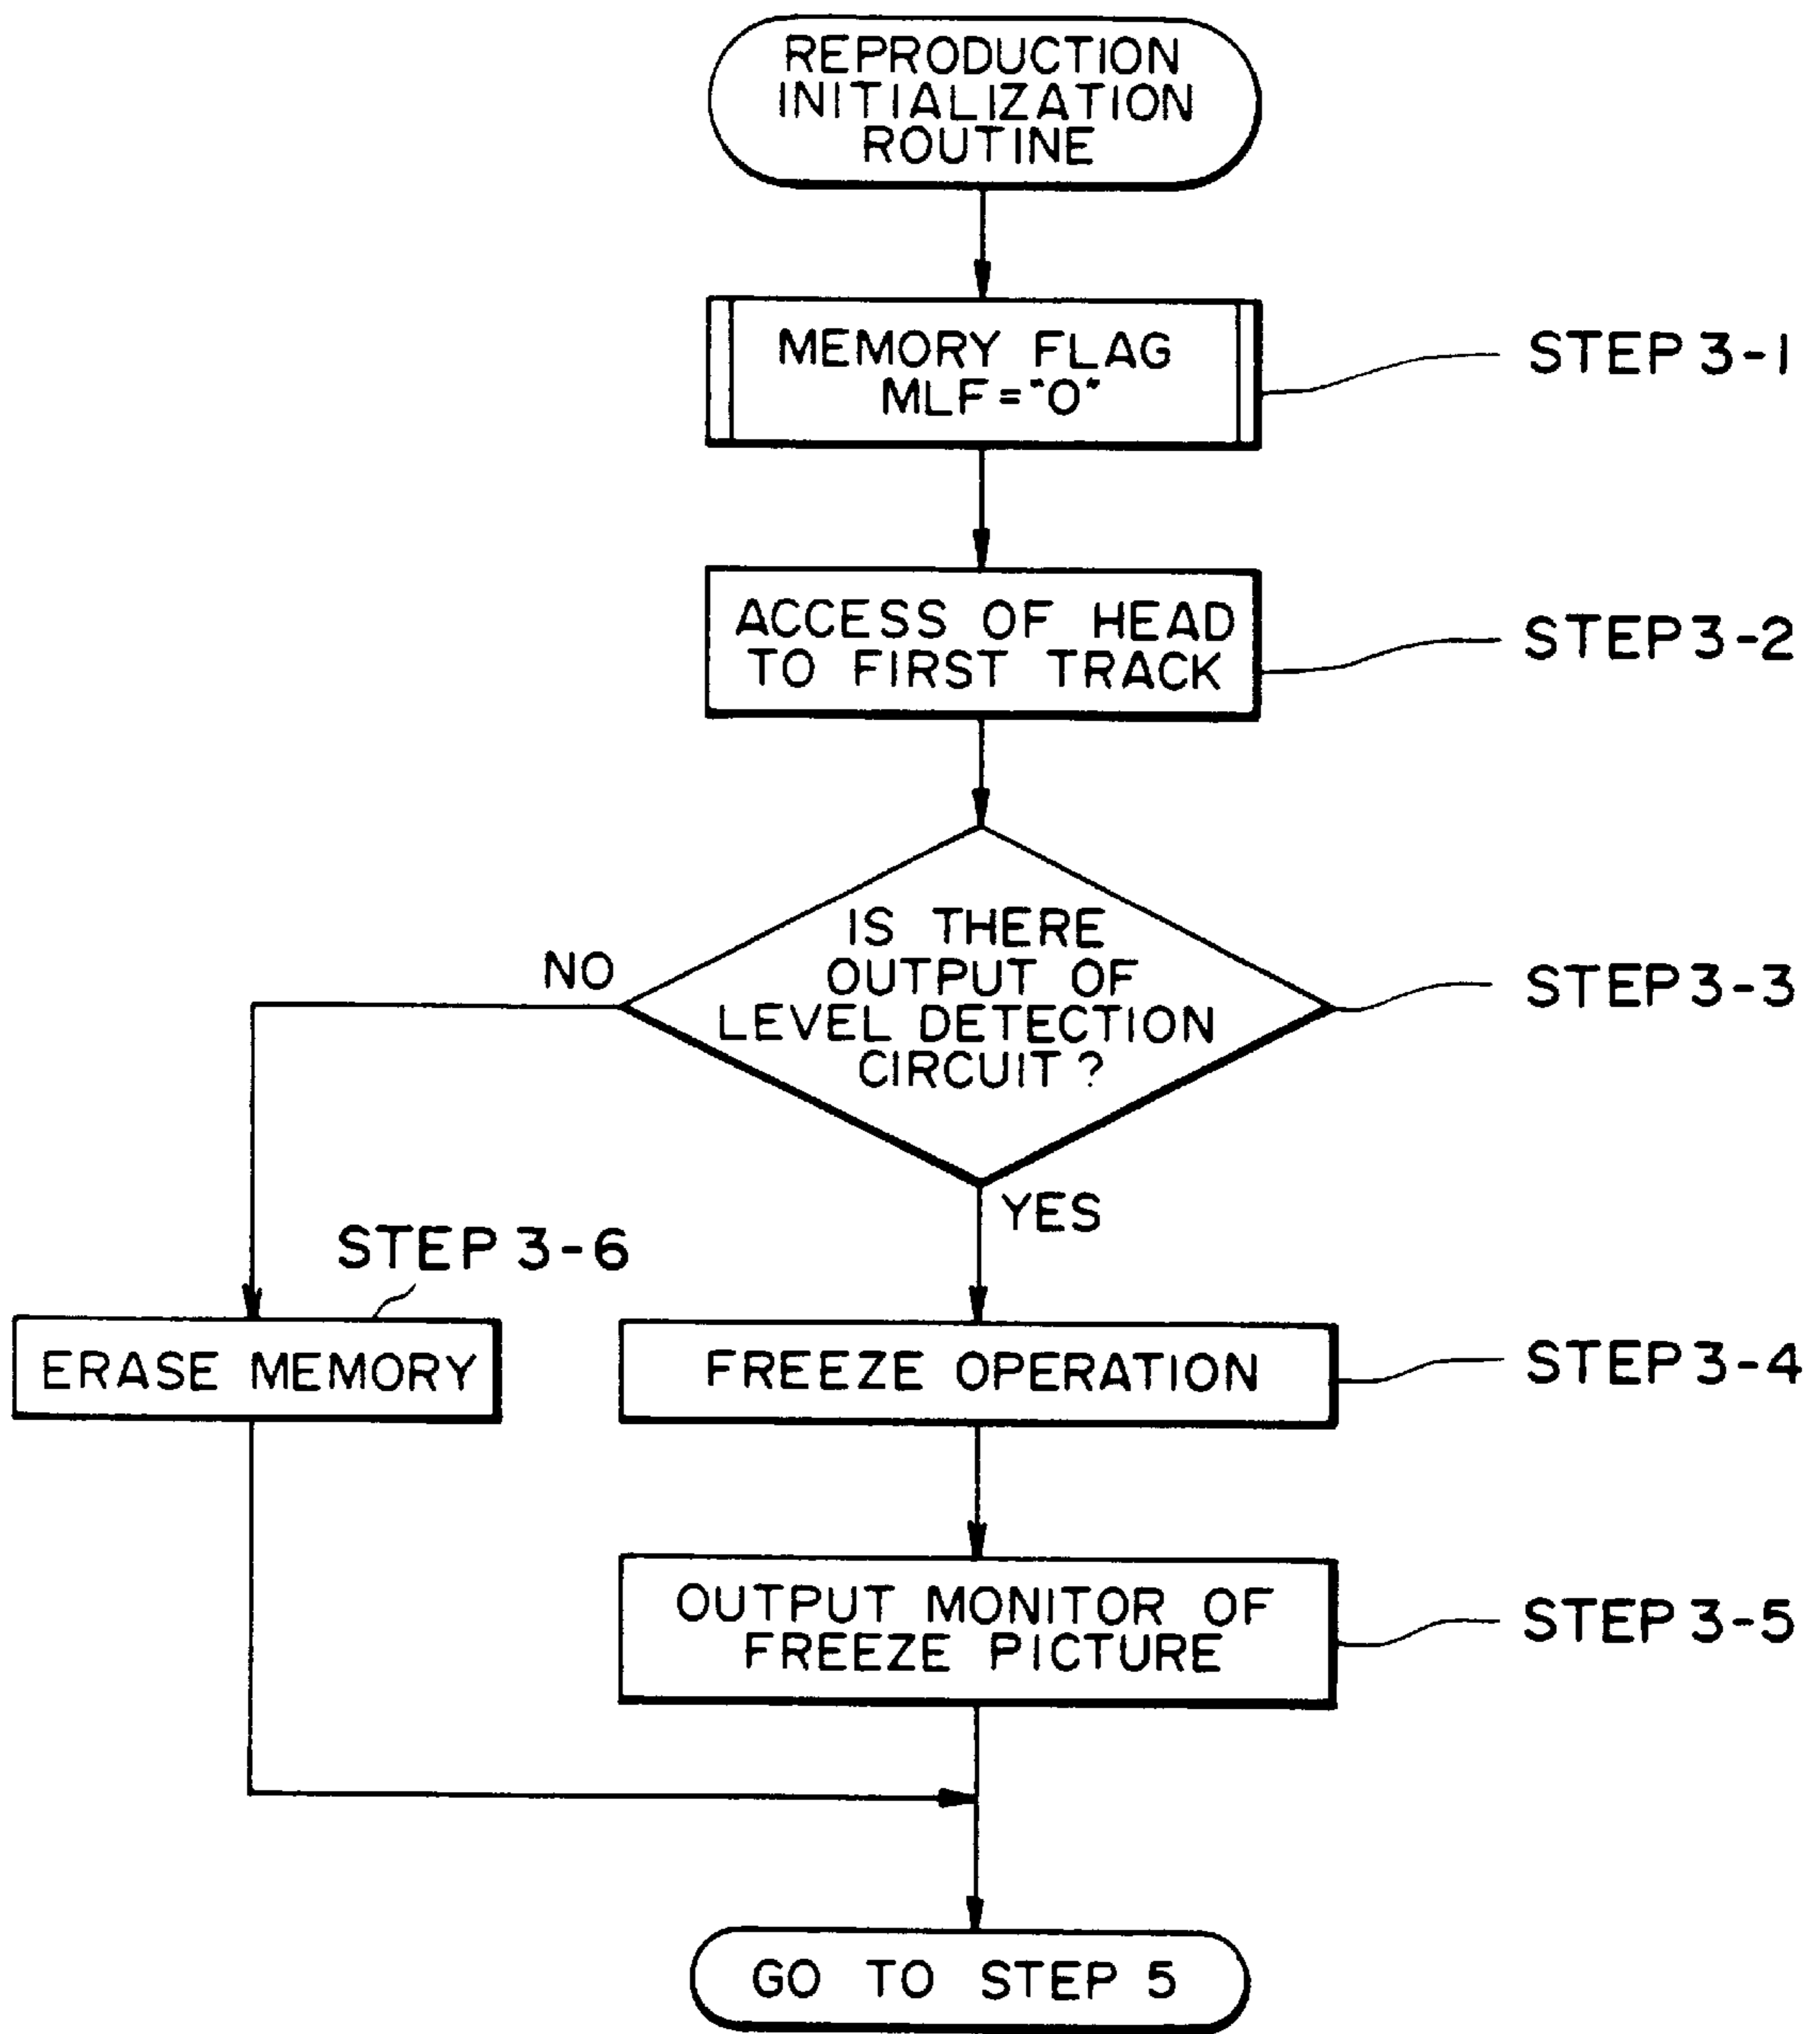 REPRODUCTION
INITIALIZATION
ROUTINE
MEMORY FLAG
MLF="0"
STEP 3-1
ACCESS OF HEAD
TO FIRST TRACK
STEP 3-2
IS THERE
OUTPUT OF
LEVEL DETECTION
CIRCUIT?
STEP 3-3
NO
YES
STEP 3-6
ERASE MEMORY
FREEZE OPERATION
STEP 3-4
OUTPUT MONITOR OF
FREEZE PICTURE
STEP 3-5
GO TO STEP 5